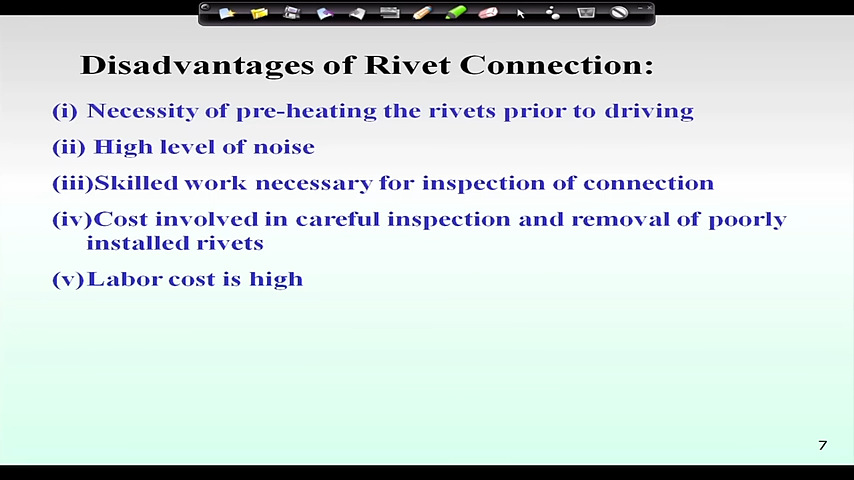 Disadvantages of Rivet Connection:
(i) Necessity of pre-heating the rivets prior to driving
(ii) High level of noise
(iii)Skilled work necessary for inspection of connection
(iv)Cost involved in careful inspection and removal of poorly
installed rivets
(v)Labor cost is high
7